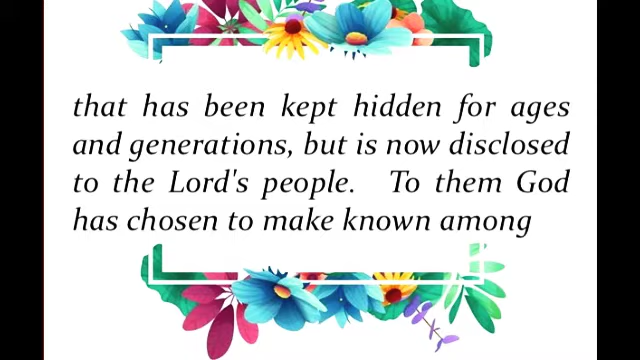 that has been kept hidden for ages
and generations, but is now disclosed
to the Lord's people. To them God
has chosen to make known among